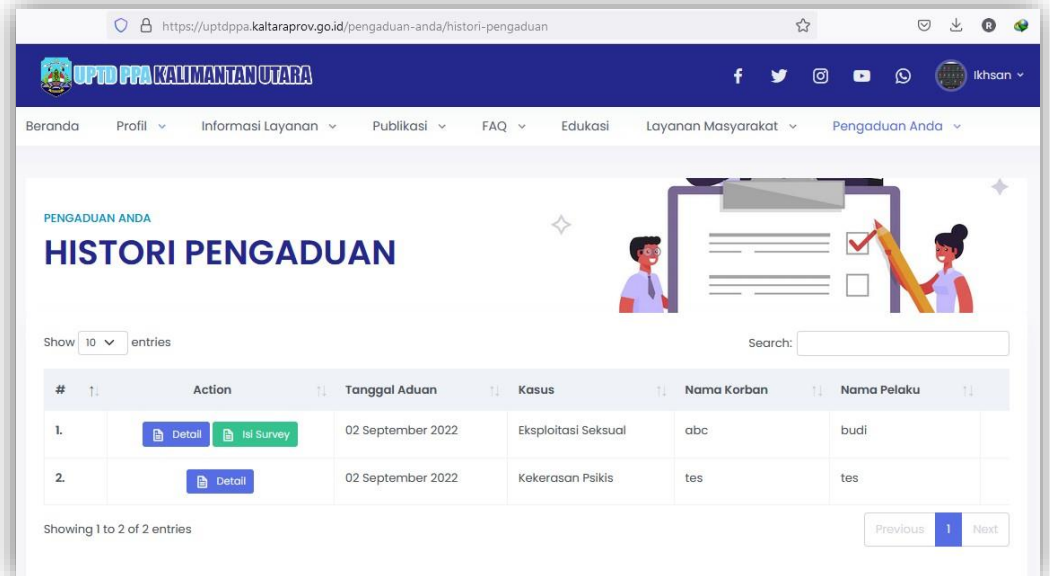 https://uptdppa.kaltaraprov.go.id/pengaduan-anda/histori-pengaduan
R
UPTD PPA KALIMANTAN UTARA
Ikhsan
Beranda Profil Informasi Layanan Publikasi FAQ Edukasi Layanan Masyarakat Pengaduan Anda
PENGADUAN ANDA
HISTORI PENGADUAN
Show 10 entries Search:
# Action Tanggal Aduan Kasus Nama Korban Nama Pelaku
1. Detail Isi Survey 02 September 2022 Eksploitasi Seksual abc budi
2. Detail 02 September 2022 Kekerasan Psikis tes tes
Showing 1 to 2 of 2 entries Previous 1 Next